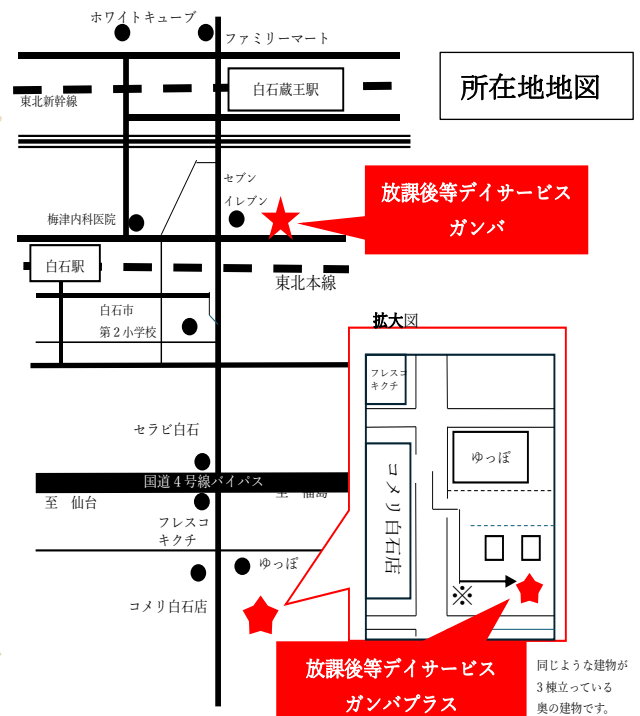 ホワイトキューブ
ファミリーマート
所在地地図
白石蔵王駅
東北新幹線
セブン
イレブン
放課後等デイサービス
ガンバ
梅津内科医院
白石駅
東北本線
白石市
第２小学校
拡大図
フレスコ
キクチ
ゆっぽ
コメリ白石店
※
セラビ白石
国道４号線バイパス
至　仙台
至　福島
フレスコ
キクチ
ゆっぽ
コメリ白石店
放課後等デイサービス
ガンバプラス
同じような建物が
３棟立っている
奥の建物です。